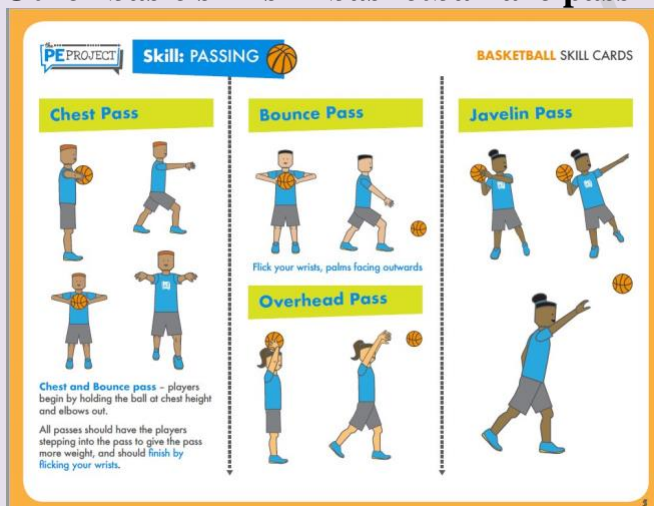 the
PE PROJECT
Skill: PASSING
BASKETBALL SKILL CARDS
Chest Pass
Chest and Bounce pass – players
begin by holding the ball at chest height
and elbows out.
All passes should have the players
stepping into the pass to give the pass
more weight, and should finish by
flicking your wrists.
Bounce Pass
Flick your wrists, palms facing outwards
Overhead Pass
Javelin Pass